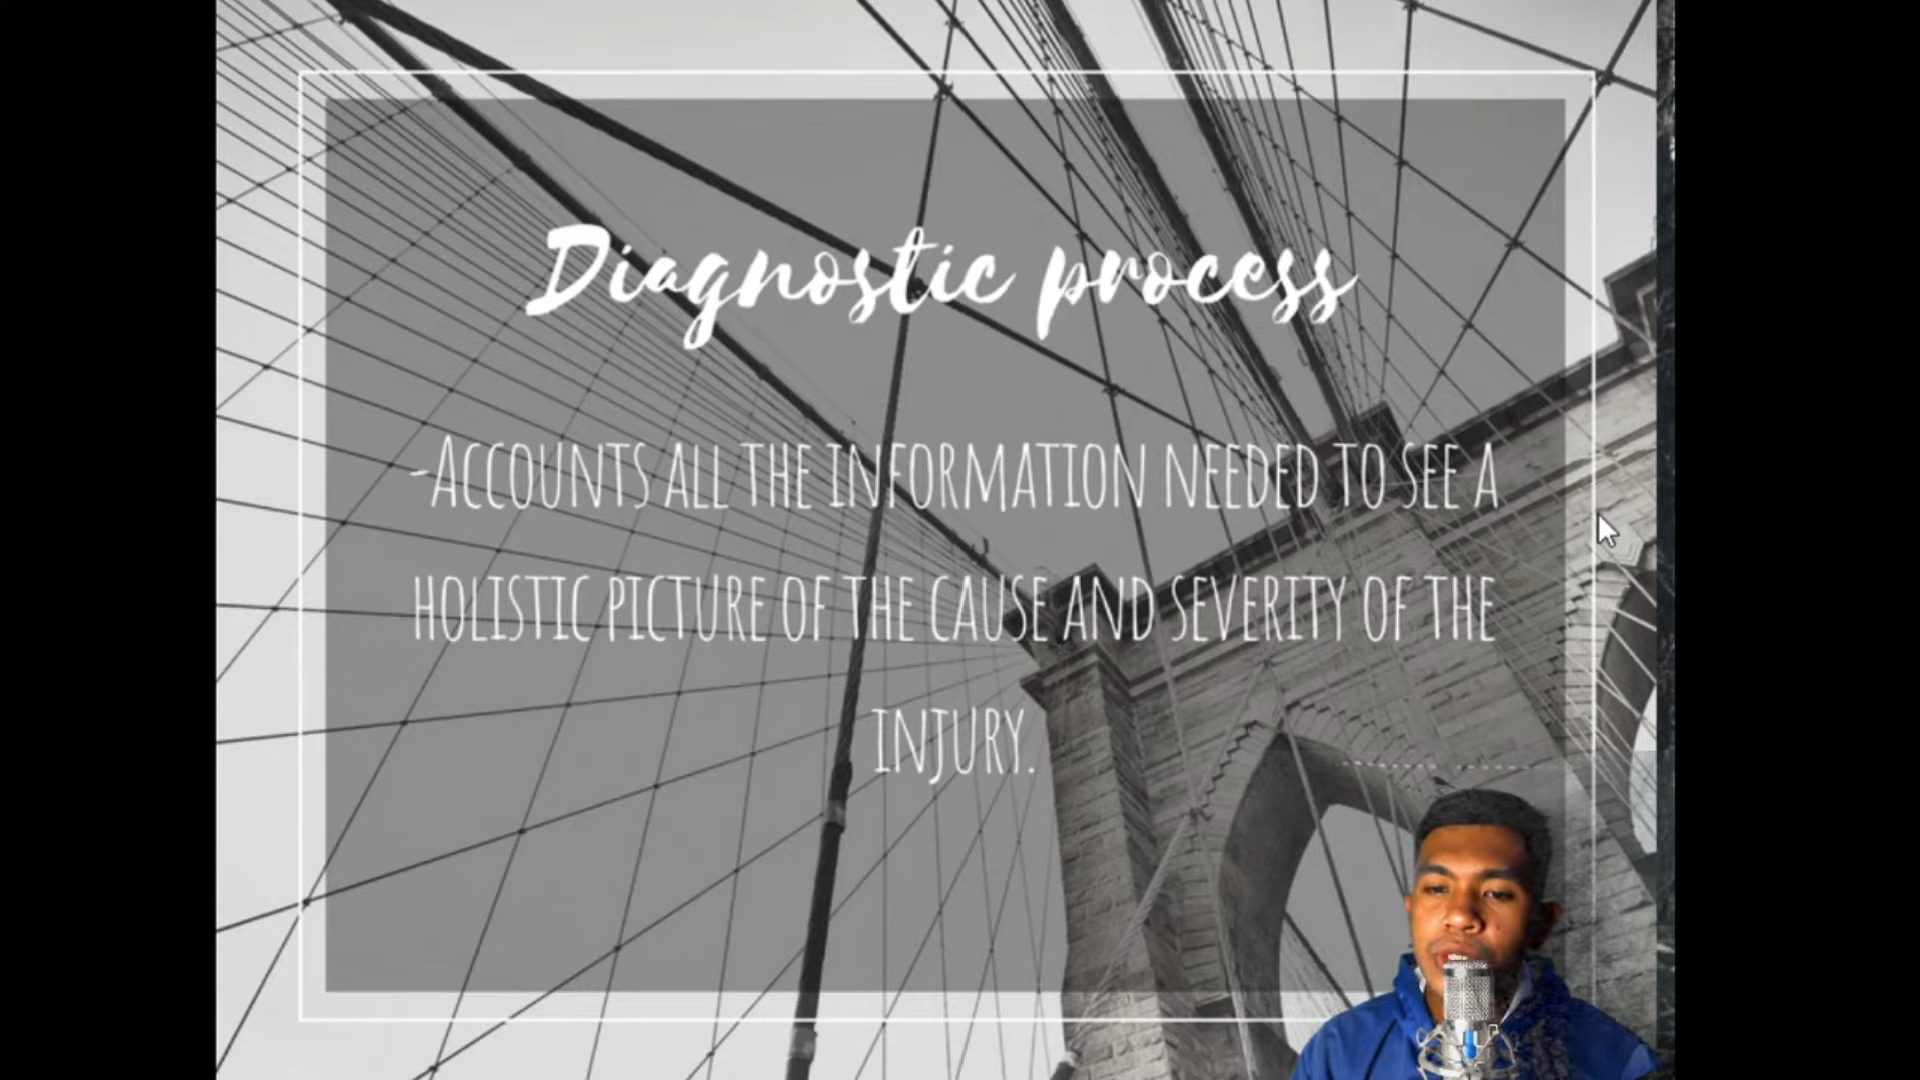 Diagnostic process
-Accounts all the information needed to see a
holistic picture of the cause and severity of the
injury.